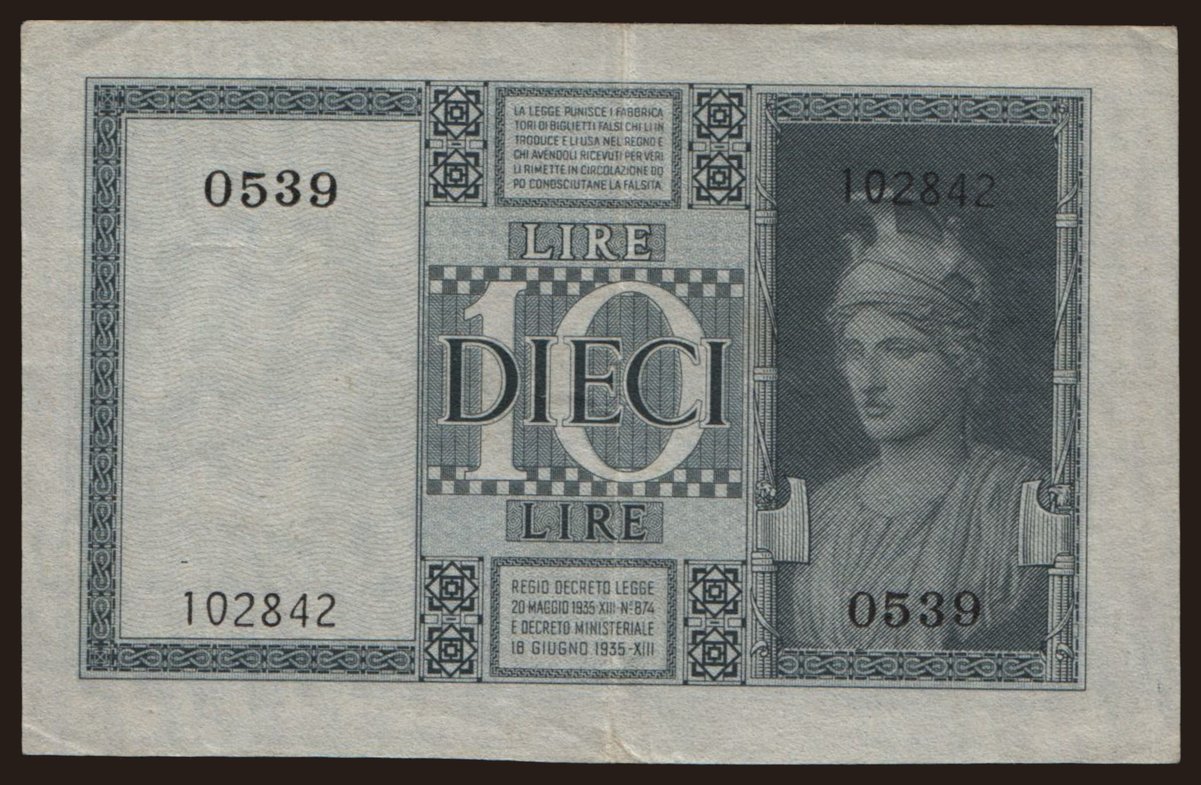 0539
102842
LA LEGGE PUNISCE I FABBRICA
TORI DI BIGLIETTI FALSI CHI LI IN
TRODUCE E LI USA NEL REGNO E
CHI AVENDOLI RICEVUTI PER VERI
LI RIMETTE IN CIRCOLAZIONE DO
PO CONOSCIUTANE LA FALSITÀ
LIRE
10
DIECI
LIRE
REGIO DECRETO LEGGE
20 MAGGIO 1935-XIII-N° 874
E DECRETO MINISTERIALE
18 GIUGNO 1935-XIII
102842
0539